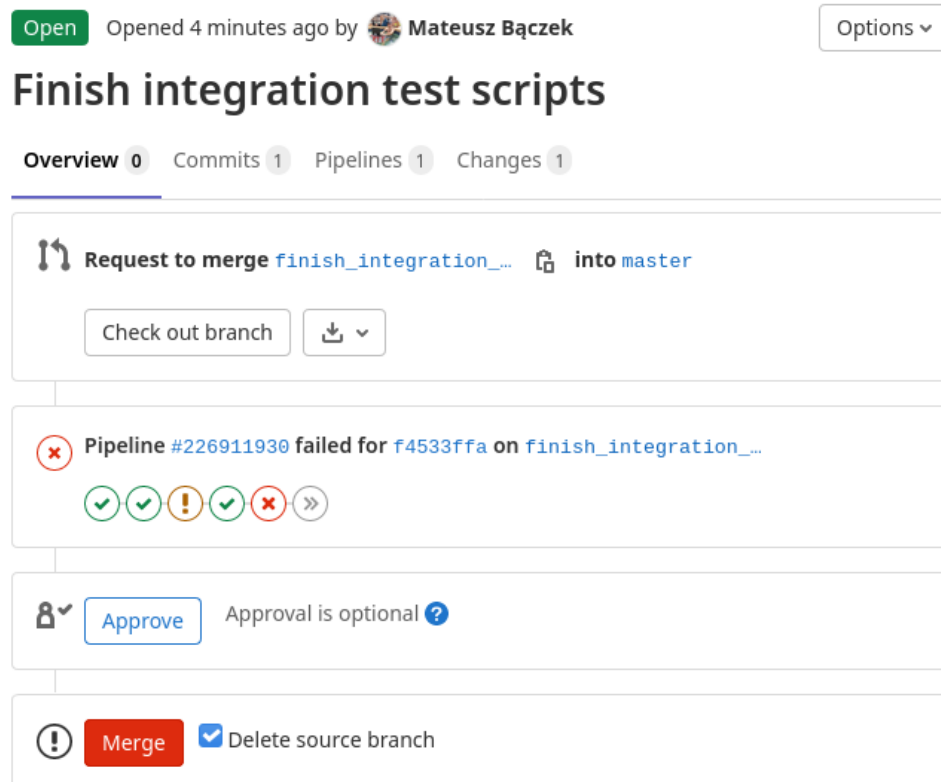 Open Opened 4 minutes ago by Mateusz Bączek Options
Finish integration test scripts
Overview 0 Commits 1 Pipelines 1 Changes 1
Request to merge finish_integration_… into master
Check out branch
Pipeline #226911930 failed for f4533ffa on finish_integration_…
Approve Approval is optional ?
Merge Delete source branch